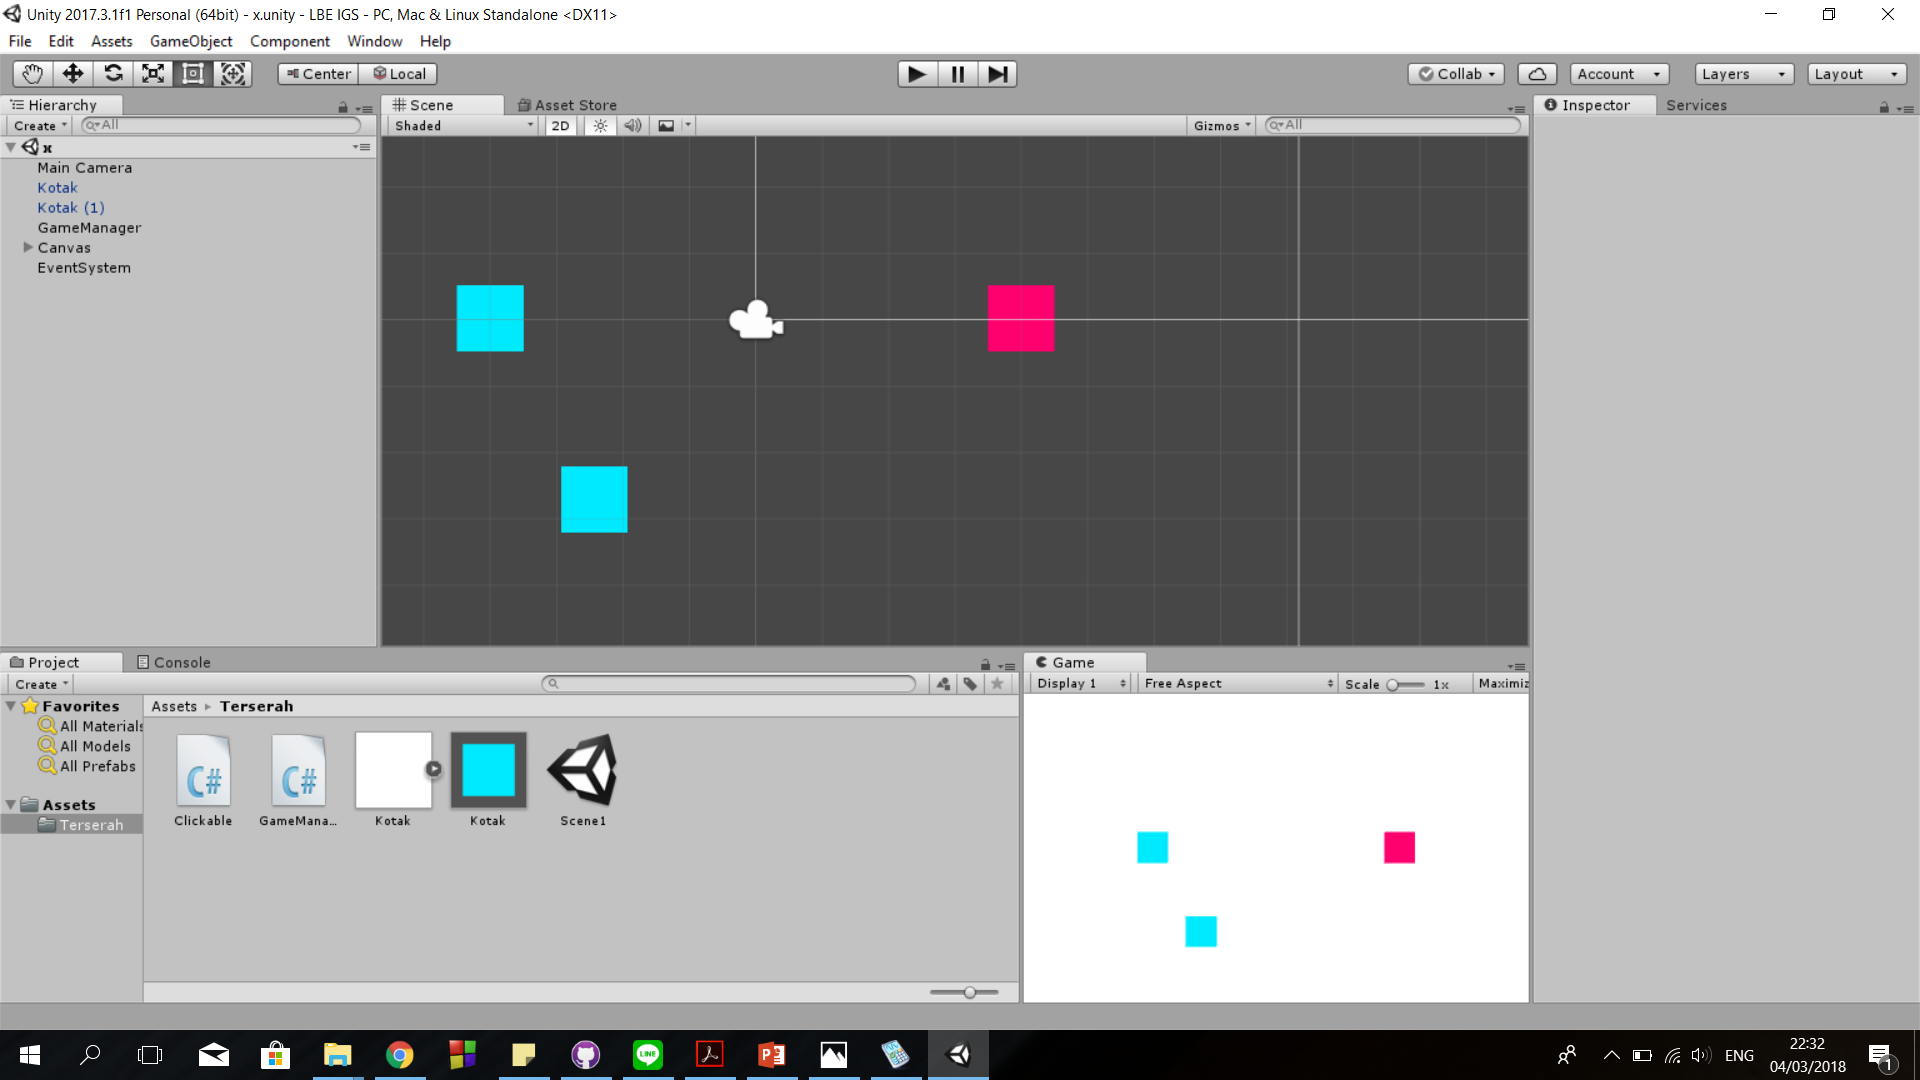 Unity 2017.3.1f1 Personal (64bit) - x.unity - LBE IGS - PC, Mac & Linux Standalone <DX11>
File Edit Assets GameObject Component Window Help
Center Local Collab Account Layers Layout
Hierarchy
Create All
x
Main Camera
Kotak
Kotak (1)
GameManager
Canvas
EventSystem
Scene Asset Store
Shaded 2D Gizmos All
Inspector Services
Project Console
Create
Favorites
All Materials
All Models
All Prefabs
Assets
Terserah
Assets Terserah
C# C#
Clickable GameMana... Kotak Kotak Scene1
Game
Display 1 Free Aspect Scale 1x Maximiz
LINE
ENG
22:32
04/03/2018
1